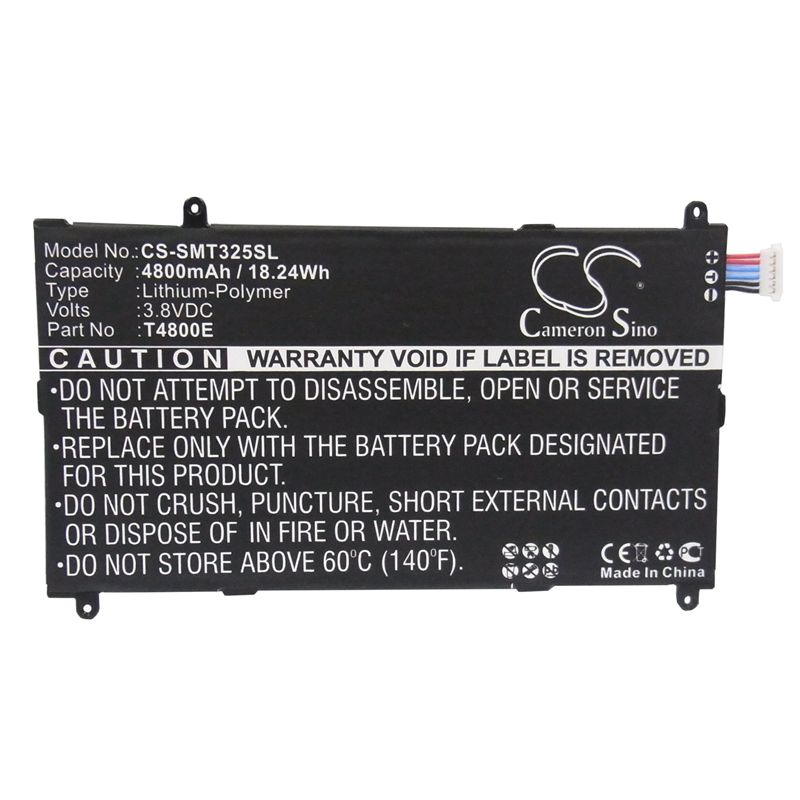 Model No.:CS-SMT325SL
Capacity :4800mAh / 18.24Wh
Type :Lithium-Polymer
Volts :3.8VDC
Part No :T4800E
CS
Cameron Sino
CAUTION WARRANTY VOID IF LABEL IS REMOVED
•DO NOT ATTEMPT TO DISASSEMBLE, OPEN OR SERVICE
THE BATTERY PACK.
•REPLACE ONLY WITH THE BATTERY PACK DESIGNATED
FOR THIS PRODUCT.
•DO NOT CRUSH, PUNCTURE, SHORT EXTERNAL CONTACTS
OR DISPOSE OF IN FIRE OR WATER.
•DO NOT STORE ABOVE 60°C (140°F).
CE
Made In China